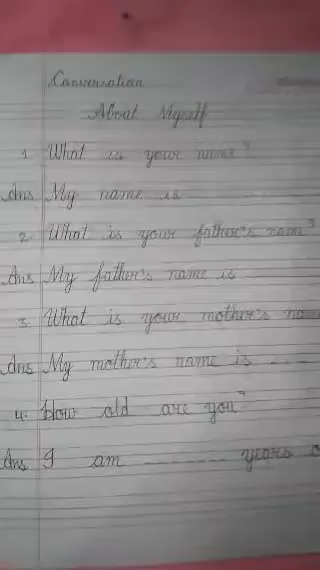 Conversation
About Myself
1. What is your name?
Ans My name is
2. What is your father's nam?
Ans My father's name is
3. What is your mother's na
Ans My mother's name is ......
4. How old are you?
Ans I am ............ years o